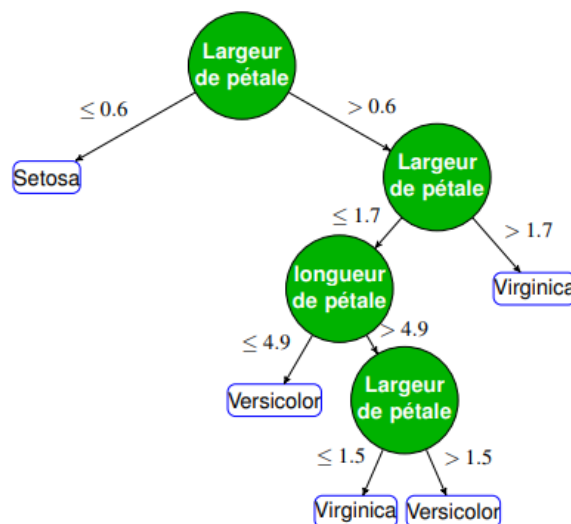 Largeur
de pétale
≤ 0.6
> 0.6
Setosa
Largeur
de pétale
≤ 1.7
> 1.7
longueur
de pétale
Virginica
≤ 4.9
> 4.9
Versicolor
Largeur
de pétale
≤ 1.5
> 1.5
Virginica
Versicolor